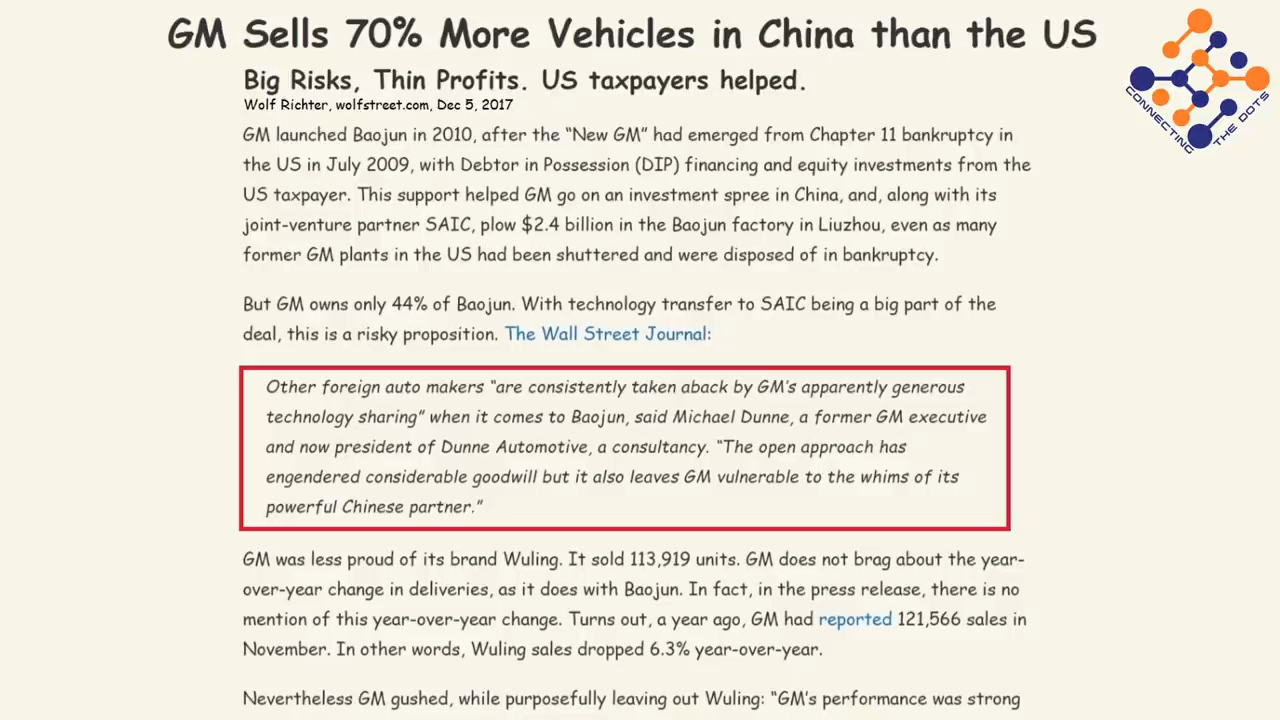 GM Sells 70% More Vehicles in China than the US
Big Risks, Thin Profits. US taxpayers helped.
Wolf Richter, wolfstreet.com, Dec 5, 2017
GM launched Baojun in 2010, after the “New GM” had emerged from Chapter 11 bankruptcy in
the US in July 2009, with Debtor in Possession (DIP) financing and equity investments from the
US taxpayer. This support helped GM go on an investment spree in China, and, along with its
joint-venture partner SAIC, plow $2.4 billion in the Baojun factory in Liuzhou, even as many
former GM plants in the US had been shuttered and were disposed of in bankruptcy.
But GM owns only 44% of Baojun. With technology transfer to SAIC being a big part of the
deal, this is a risky proposition. The Wall Street Journal:
Other foreign auto makers “are consistently taken aback by GM’s apparently generous
technology sharing” when it comes to Baojun, said Michael Dunne, a former GM executive
and now president of Dunne Automotive, a consultancy. “The open approach has
engendered considerable goodwill but it also leaves GM vulnerable to the whims of its
powerful Chinese partner.”
GM was less proud of its brand Wuling. It sold 113,919 units. GM does not brag about the year-
over-year change in deliveries, as it does with Baojun. In fact, in the press release, there is no
mention of this year-over-year change. Turns out, a year ago, GM had reported 121,566 sales in
November. In other words, Wuling sales dropped 6.3% year-over-year.
Nevertheless GM gushed, while purposefully leaving out Wuling: “GM’s performance was strong
CONNECTING THE DOTS